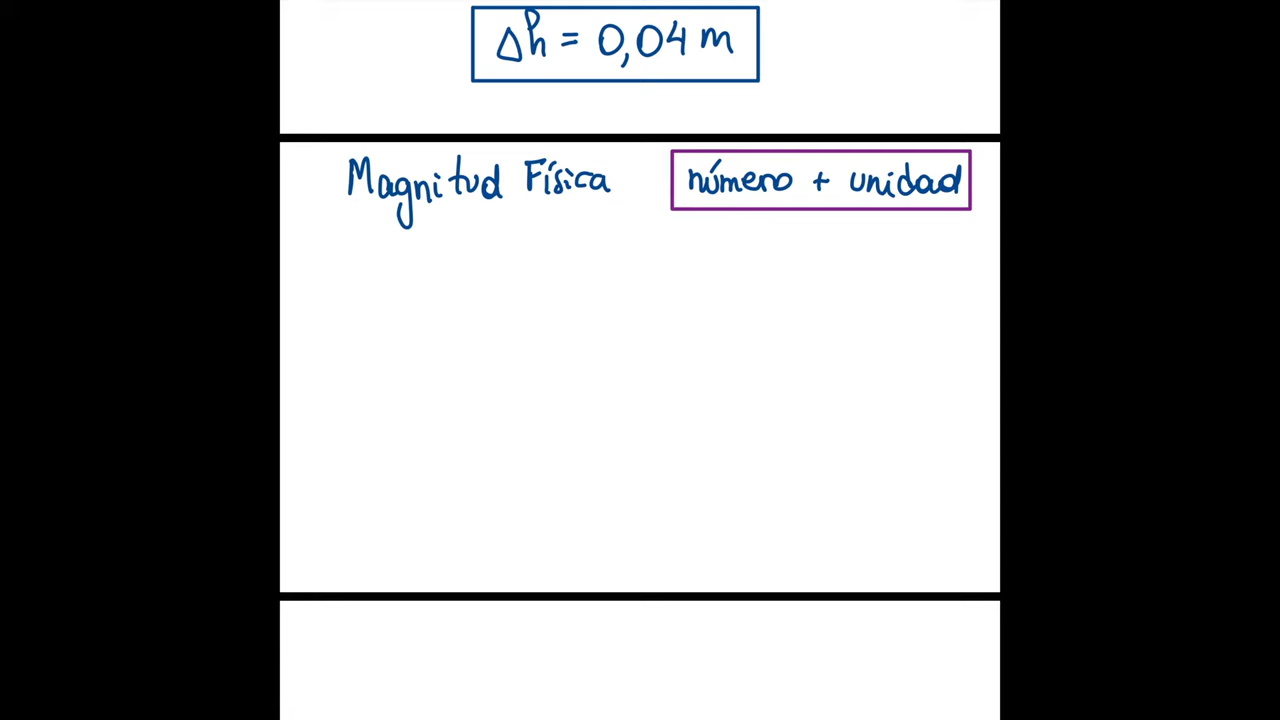 Δh = 0,04 m
Magnitud Física número + unidad